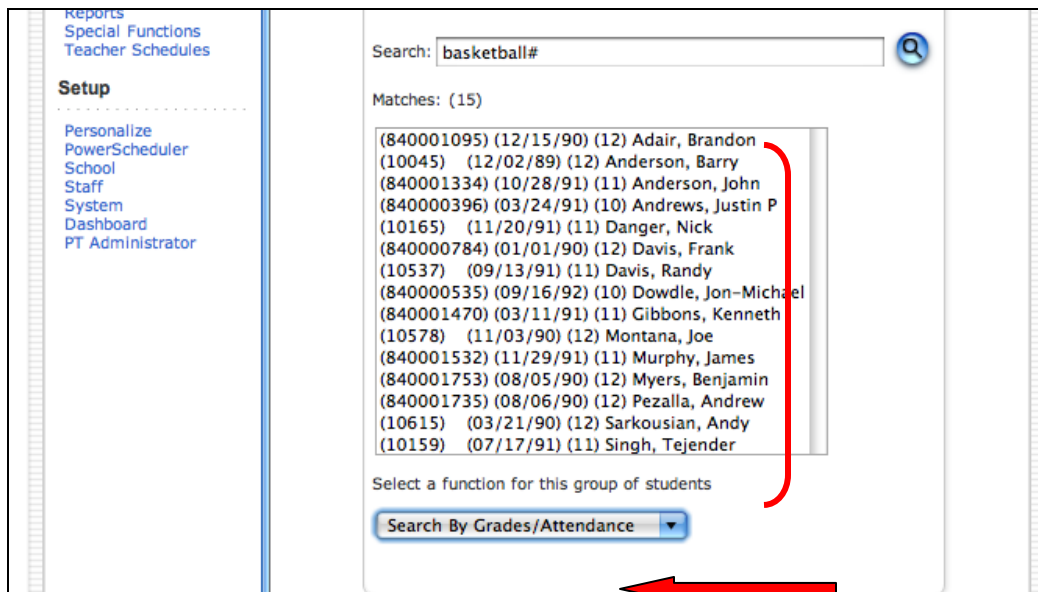 Reports
Special Functions
Teacher Schedules
Setup
Personalize
PowerScheduler
School
Staff
System
Dashboard
PT Administrator
Search: basketball#
Matches: (15)
(840001095) (12/15/90) (12) Adair, Brandon
(10045) (12/02/89) (12) Anderson, Barry
(840001334) (10/28/91) (11) Anderson, John
(840000396) (03/24/91) (10) Andrews, Justin P
(10165) (11/20/91) (11) Danger, Nick
(840000784) (01/01/90) (12) Davis, Frank
(10537) (09/13/91) (11) Davis, Randy
(840000535) (09/16/92) (10) Dowdle, Jon-Michael
(840001470) (03/11/91) (11) Gibbons, Kenneth
(10578) (11/03/90) (12) Montana, Joe
(840001532) (11/29/91) (11) Murphy, James
(840001753) (08/05/90) (12) Myers, Benjamin
(840001735) (08/06/90) (12) Pezalla, Andrew
(10615) (03/21/90) (12) Sarkousian, Andy
(10159) (07/17/91) (11) Singh, Tejender
Select a function for this group of students
Search By Grades/Attendance